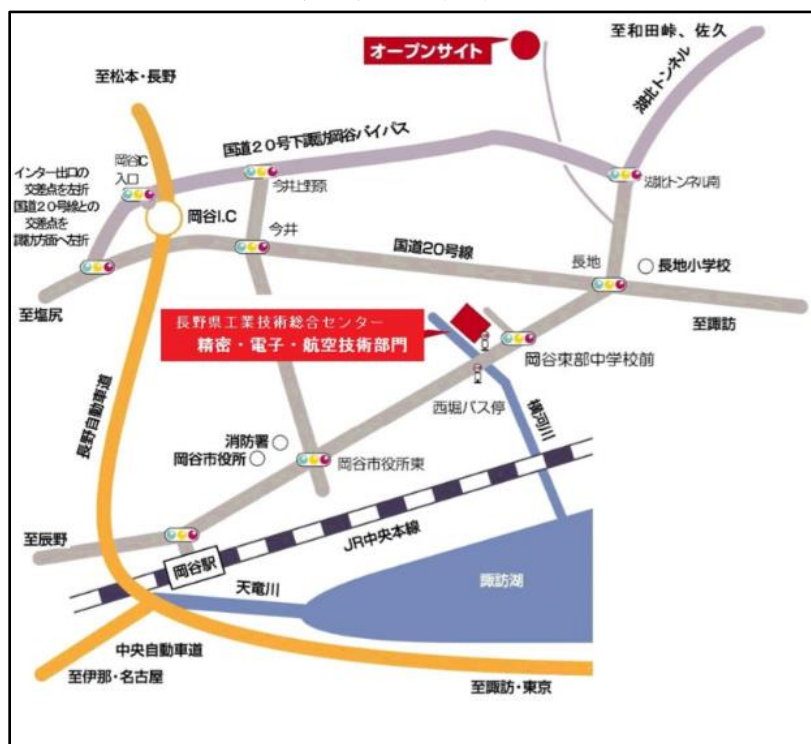 オープンサイト
至和田峠、佐久
湖北トンネル
至松本・長野
国道20号下諏訪岡谷バイパス
岡谷IC
入口
インター出口の
交差点を左折
国道20号線との
交差点を
諏訪方面へ左折
今井上野原
湖北トンネル南
岡谷I.C
今井
国道20号線
長地
長地小学校
至塩尻
至諏訪
長野県工業技術総合センター
精密・電子・航空技術部門
岡谷東部中学校前
長野自動車道
西堀バス停
横河川
消防署
岡谷市役所
岡谷市役所東
至辰野
岡谷駅
JR中央本線
天竜川
諏訪湖
中央自動車道
至伊那・名古屋
至諏訪・東京